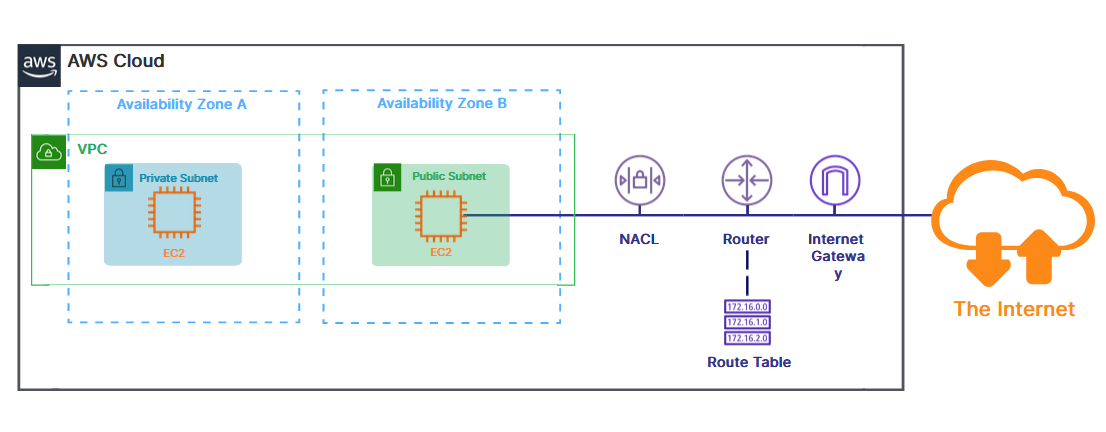 aws
AWS Cloud
Availability Zone A
Availability Zone B
VPC
Private Subnet
EC2
Public Subnet
EC2
NACL
Router
Internet
Gatewa
y
172.16.0.0
172.16.1.0
172.16.2.0
Route Table
The Internet